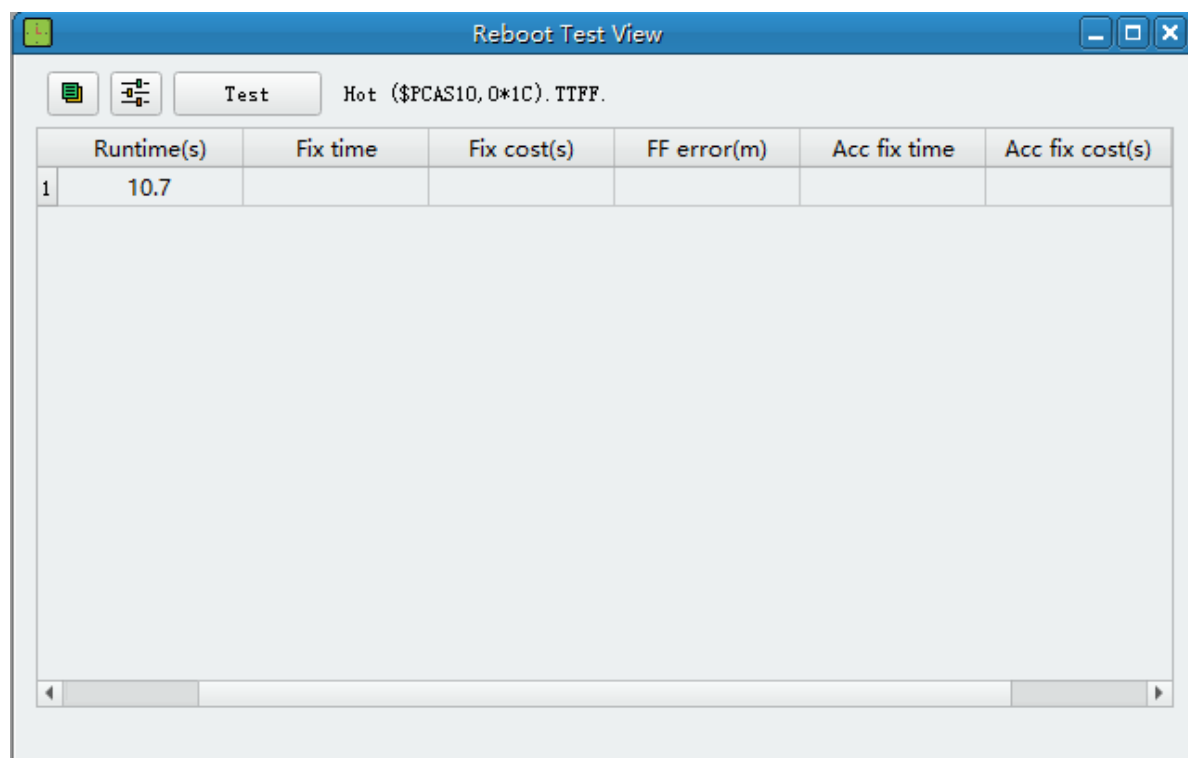 Reboot Test View
Test Hot ($PCAS10,0*1C).TTFF.
Runtime(s) Fix time Fix cost(s) FF error(m) Acc fix time Acc fix cost(s)
1 10.7